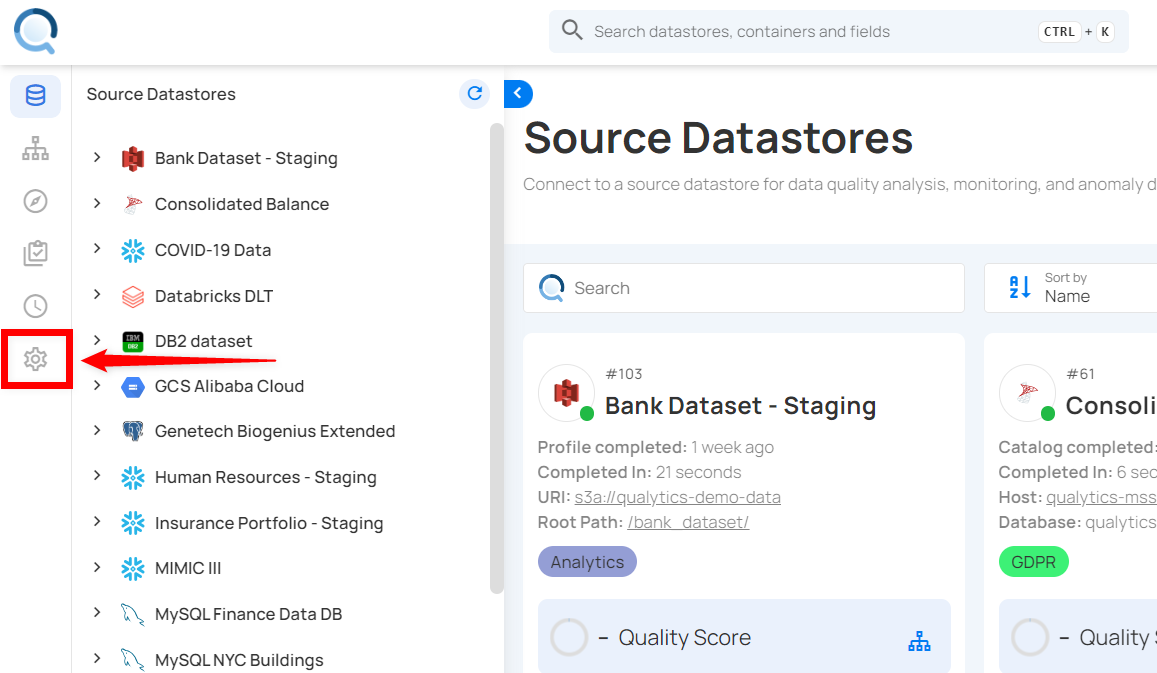 Search datastores, containers and fields CTRL + K
Source Datastores
Bank Dataset - Staging
Consolidated Balance
COVID-19 Data
Databricks DLT
IBM
DB2
DB2 dataset
GCS Alibaba Cloud
Genetech Biogenius Extended
Human Resources - Staging
Insurance Portfolio - Staging
MIMIC III
MySQL Finance Data DB
MySQL NYC Buildings
Source Datastores
Connect to a source datastore for data quality analysis, monitoring, and anomaly d
Search
A
Z
Sort by
Name
#103
Bank Dataset - Staging
Profile completed: 1 week ago
Completed In: 21 seconds
URI: s3a://qualytics-demo-data
Root Path: /bank_dataset/
Analytics
– Quality Score
#61
Consoli
Catalog completed:
Completed In: 6 sec
Host: qualytics-mss
Database: qualytics
GDPR
– Quality